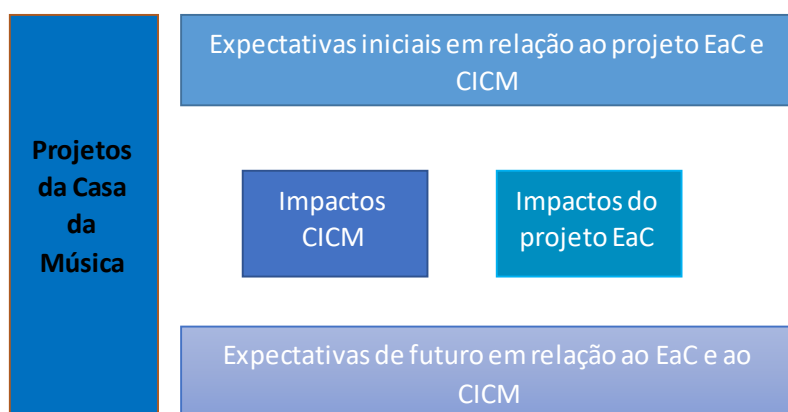 Expectativas iniciais em relação ao projeto EaC e
CICM
Projetos
da Casa
da
Música
Impactos
CICM
Impactos do
projeto EaC
Expectativas de futuro em relação ao EaC e ao
CICM